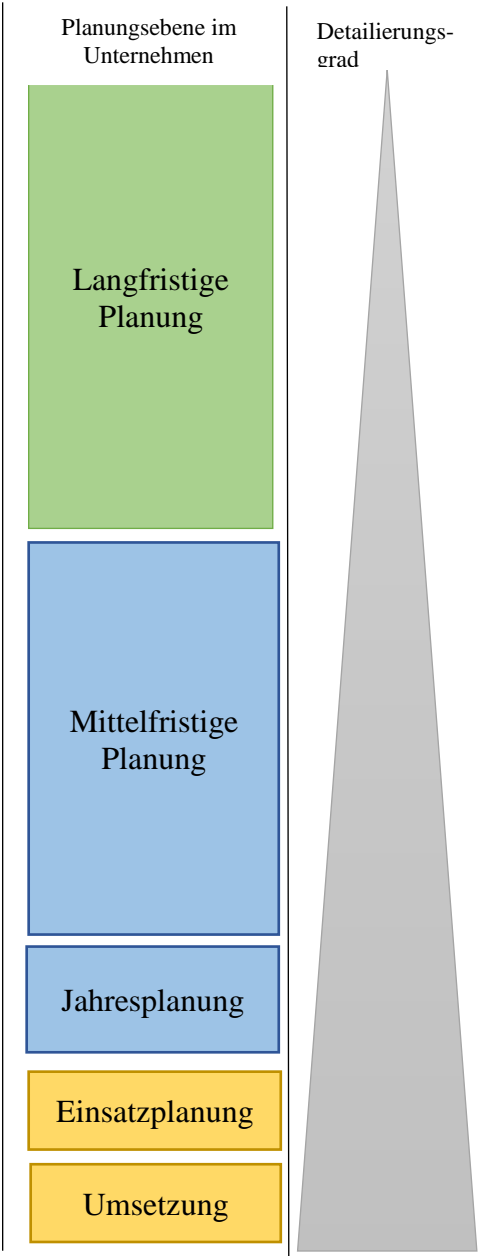 Planungsebene im
Unternehmen
Detailierungs-
grad
Langfristige
Planung
Mittelfristige
Planung
Jahresplanung
Einsatzplanung
Umsetzung